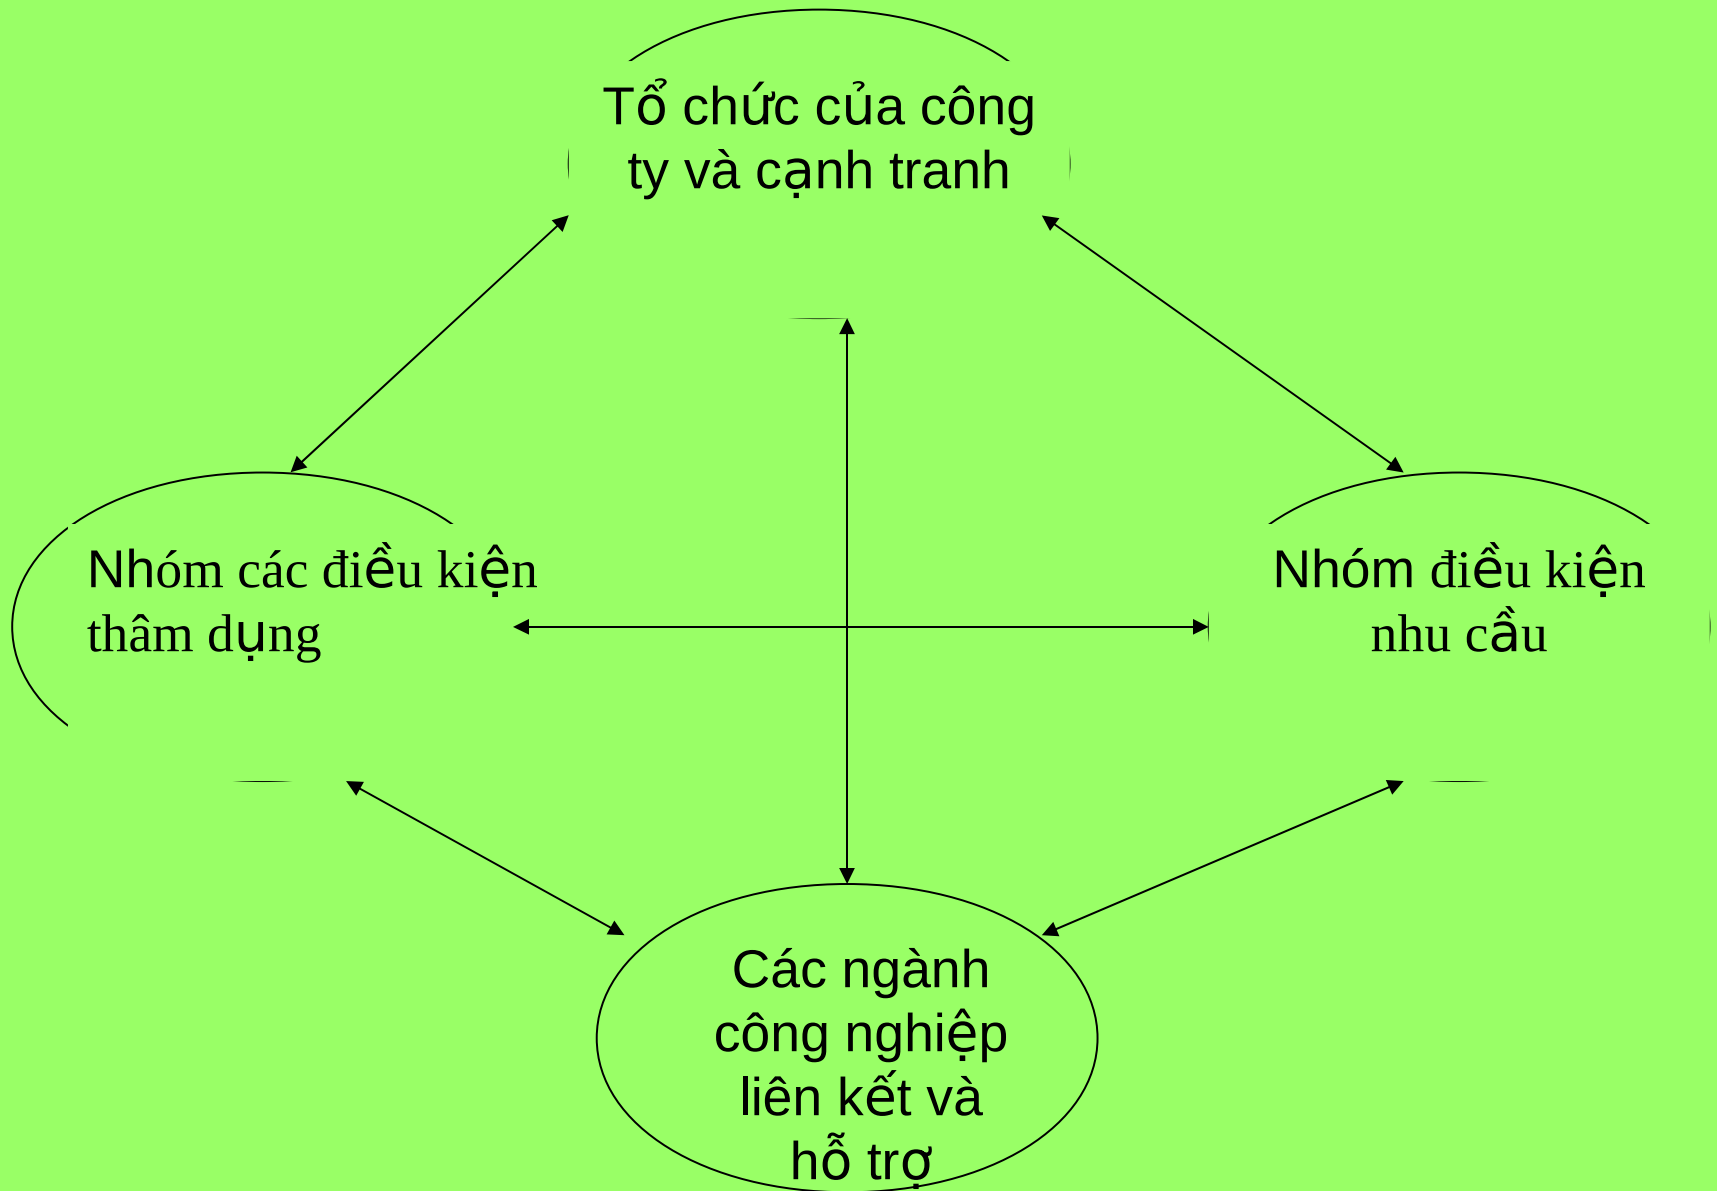 Tổ chức của công
ty và cạnh tranh
Nhóm các điều kiện
thâm dụng
Nhóm điều kiện
nhu cầu
Các ngành
công nghiệp
liên kết và
hỗ trợ